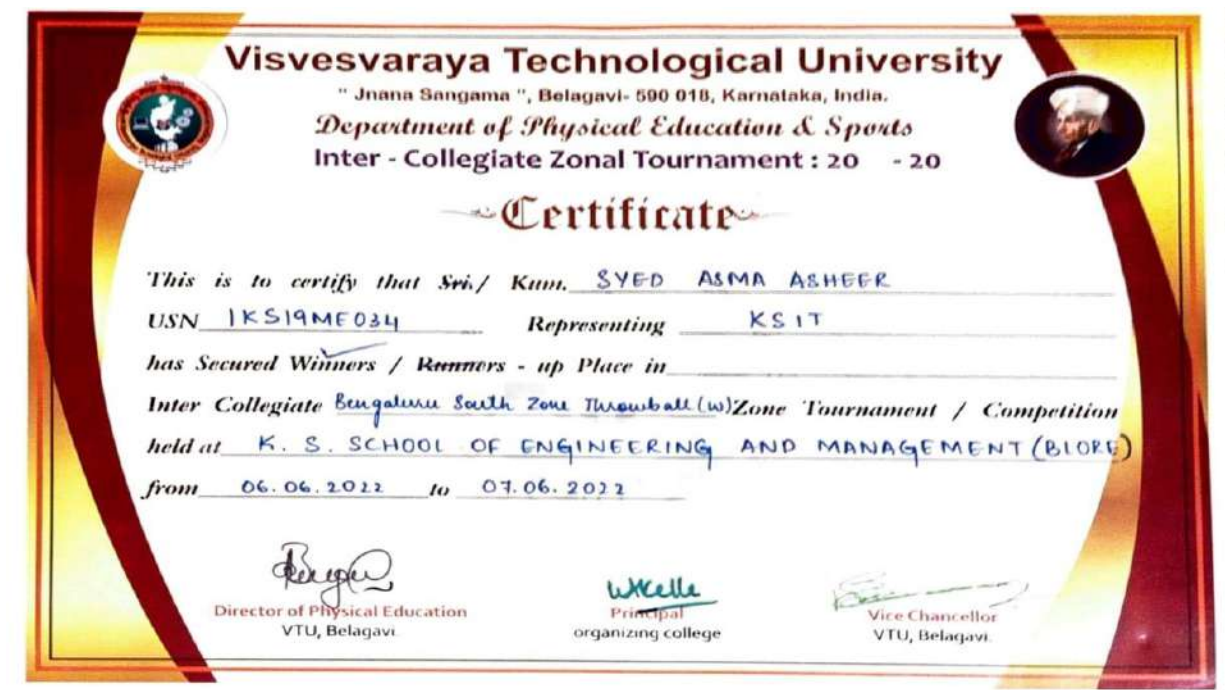 Visvesvaraya Technological University
" Jnana Sangama ", Belagavi- 590 018, Karnataka, India.
Department of Physical Education & Sports
Inter - Collegiate Zonal Tournament : 20 - 20
Certificate
This is to certify that Sri./ Kum. SYED ASMA ASHEER
USN 1KS19ME034 Representing KSIT
has Secured Winners / Runners - up Place in
Inter Collegiate Bengaluru South Zone Throwball (W) Zone Tournament / Competition
held at K. S. SCHOOL OF ENGINEERING AND MANAGEMENT (BLORE)
from 06.06.2022 to 07.06.2022
Director of Physical Education
VTU, Belagavi
Principal
organizing college
Vice Chancellor
VTU, Belagavi.